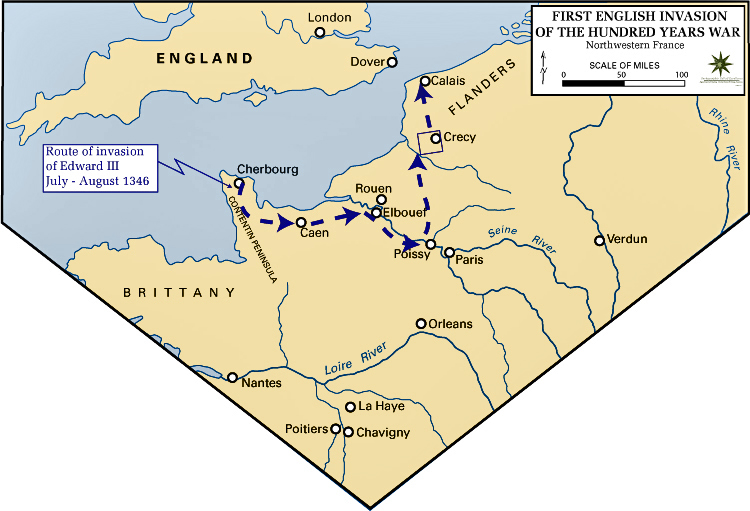 FIRST ENGLISH INVASION
OF THE HUNDRED YEARS WAR
Northwestern France
N
SCALE OF MILES
0 50 100
London
ENGLAND
Dover
Calais
FLANDERS
Crecy
Rhine
River
Route of invasion
of Edward III
July - August 1346
Cherbourg
CONTENTIN PENINSULA
Rouen
Elbouef
Caen
Poissy
Paris
Seine River
Verdun
BRITTANY
Orleans
Loire River
Nantes
La Haye
Poitiers
Chavigny